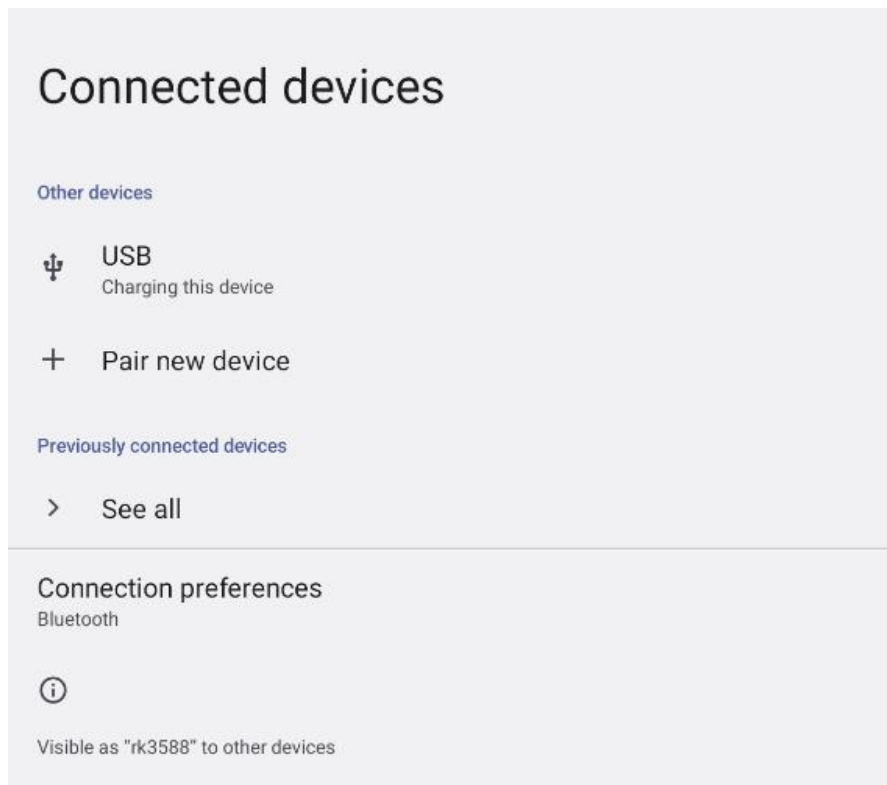 Connected devices
Other devices
USB
Charging this device
Pair new device
Previously connected devices
See all
Connection preferences
Bluetooth
Visible as "rk3588" to other devices